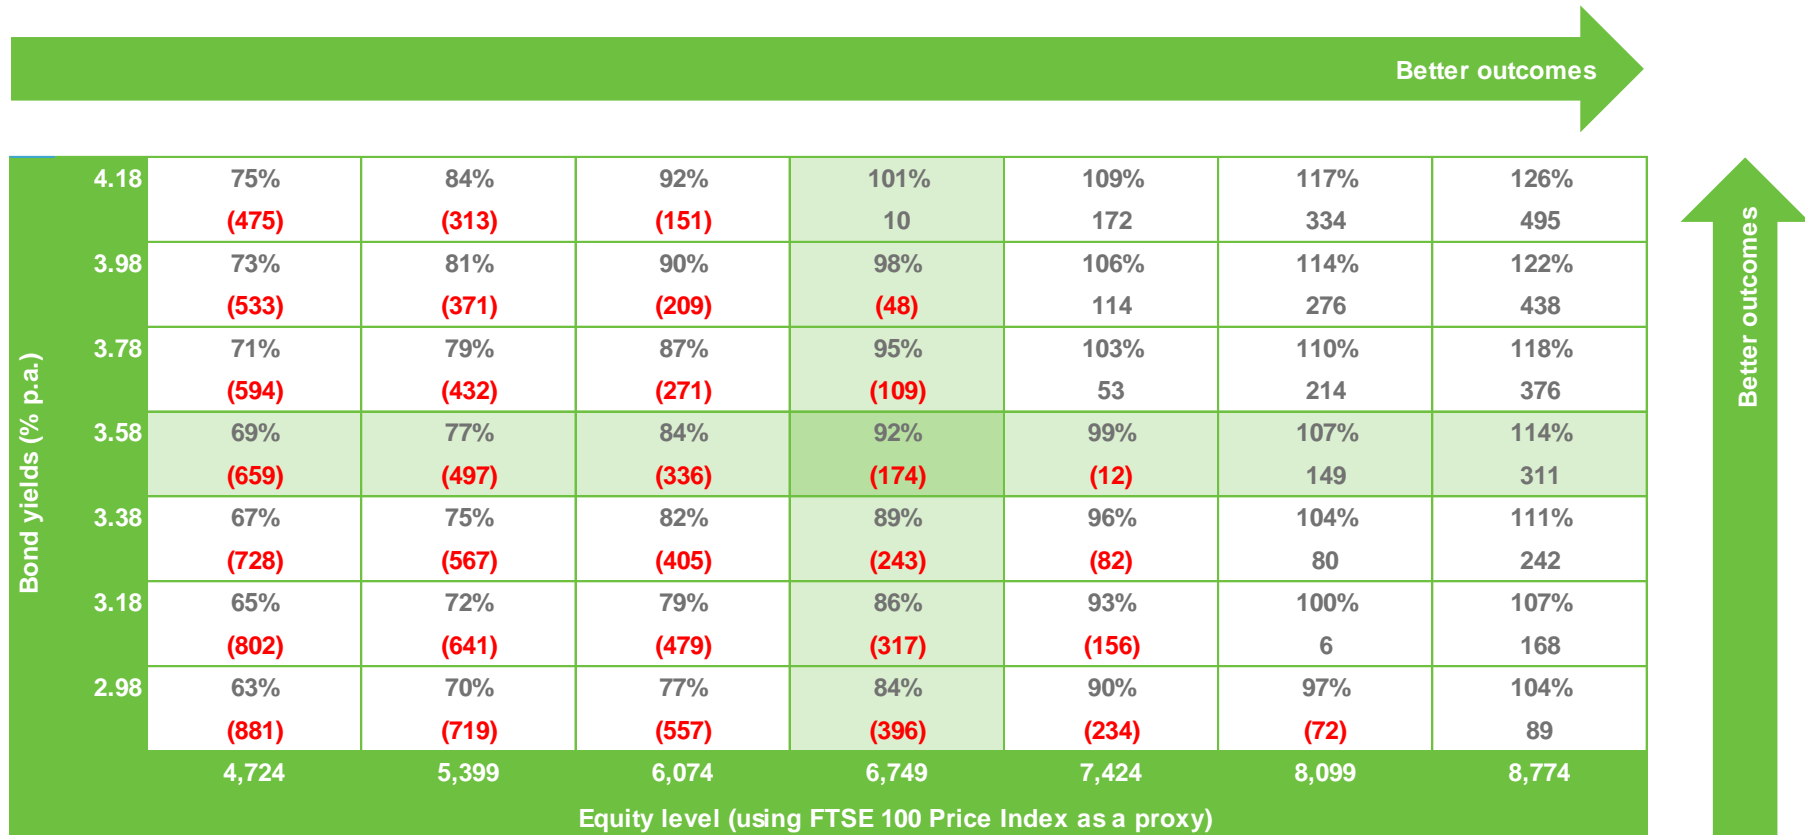 Better outcomes
4.18 75% 84% 92% 101% 109% 117% 126%
(475) (313) (151) 10 172 334 495
3.98 73% 81% 90% 98% 106% 114% 122%
(533) (371) (209) (48) 114 276 438
3.78 71% 79% 87% 95% 103% 110% 118%
(594) (432) (271) (109) 53 214 376
3.58 69% 77% 84% 92% 99% 107% 114%
(659) (497) (336) (174) (12) 149 311
3.38 67% 75% 82% 89% 96% 104% 111%
(728) (567) (405) (243) (82) 80 242
3.18 65% 72% 79% 86% 93% 100% 107%
(802) (641) (479) (317) (156) 6 168
2.98 63% 70% 77% 84% 90% 97% 104%
(881) (719) (557) (396) (234) (72) 89
4,724 5,399 6,074 6,749 7,424 8,099 8,774
Equity level (using FTSE 100 Price Index as a proxy)
Bond yields (% p.a.)
Better outcomes